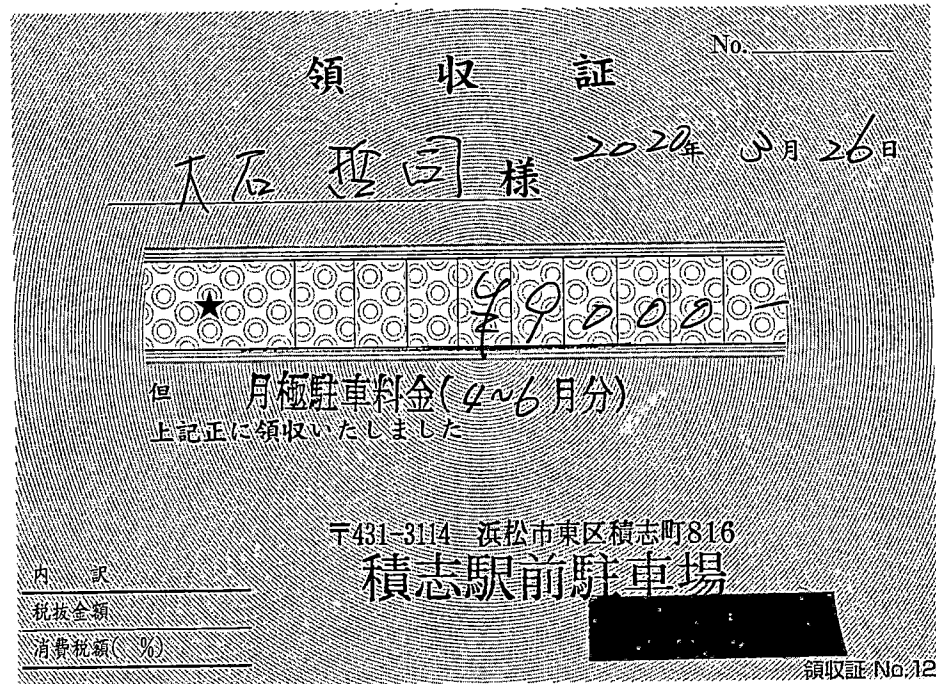 No.
領収証
大石 哲司 様 2020年 3月 26日
★ ¥9000-
但 月極駐車料金(4~6月分)
上記正に領収いたしました
〒431-3114 浜松市東区積志町816
積志駅前駐車場
内 訳
税抜金額
消費税額( %)
領収証 No.12